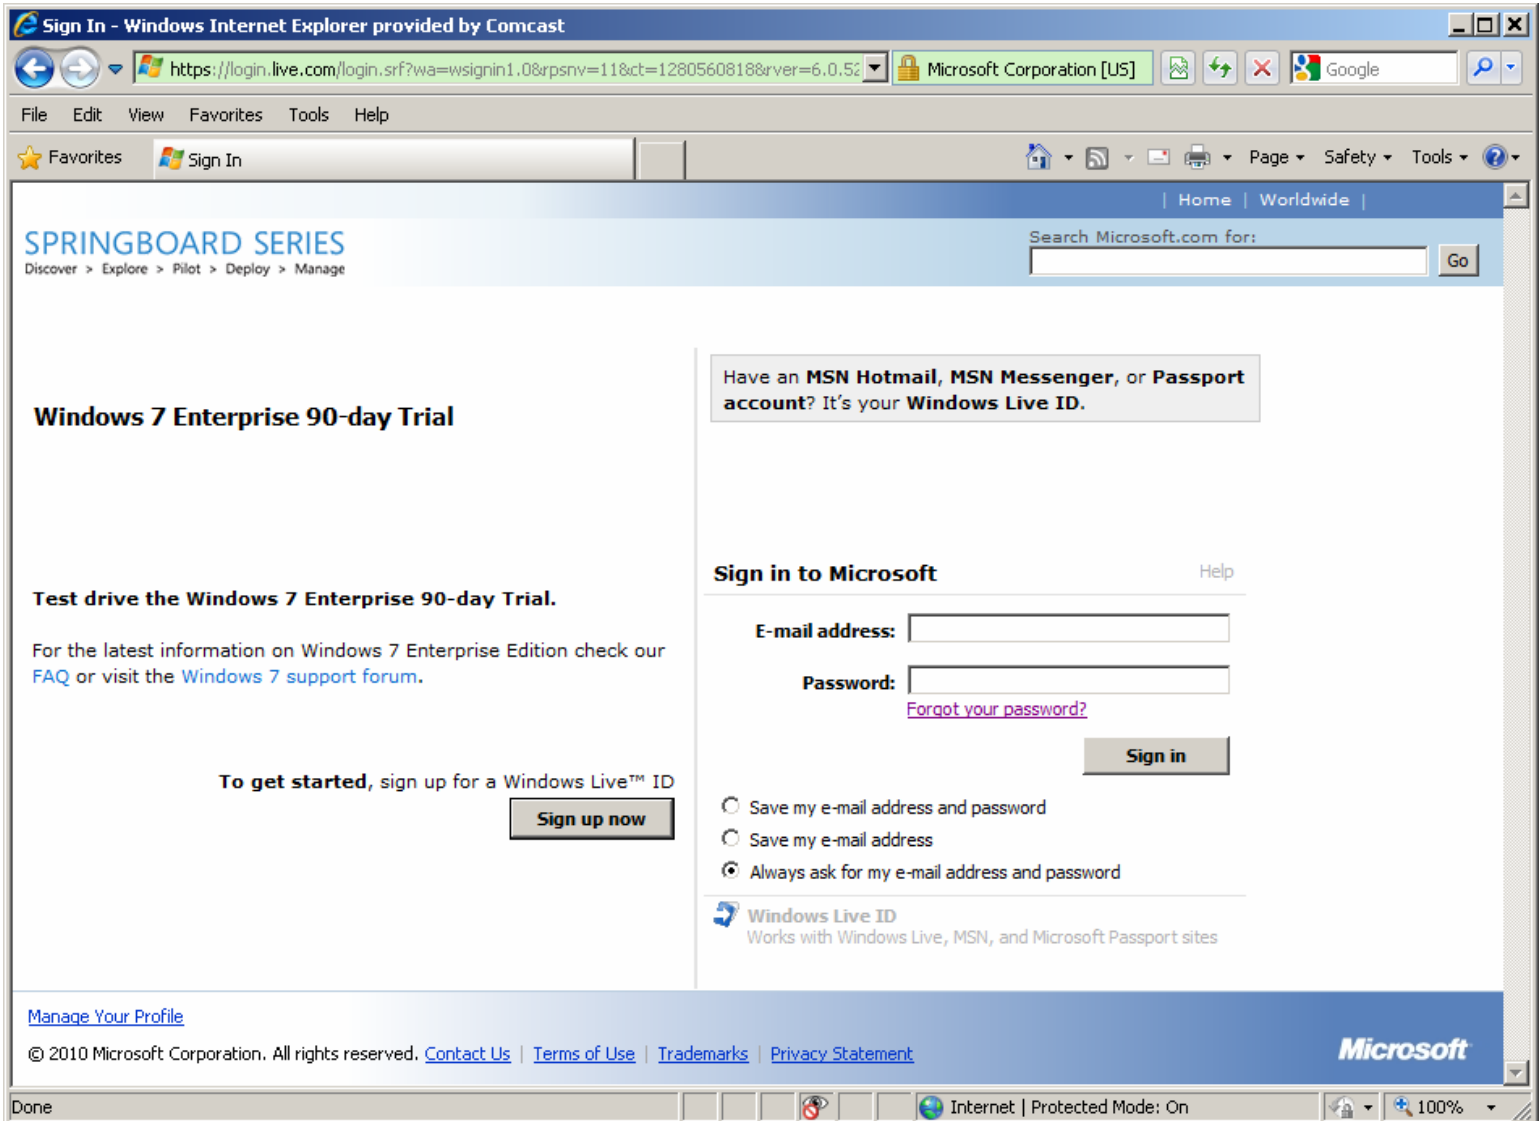 Sign In - Windows Internet Explorer provided by Comcast
https://login.live.com/login.srf?wa=wsignin1.0&rpsnv=11&ct=1280560818&rver=6.0.52
Microsoft Corporation [US]
Google
File Edit View Favorites Tools Help
Favorites
Sign In
Page Safety Tools
| Home | Worldwide |
SPRINGBOARD SERIES
Discover > Explore > Pilot > Deploy > Manage
Search Microsoft.com for:
Go
Windows 7 Enterprise 90-day Trial
Test drive the Windows 7 Enterprise 90-day Trial.
For the latest information on Windows 7 Enterprise Edition check our
FAQ or visit the Windows 7 support forum.
To get started, sign up for a Windows Live™ ID
Sign up now
Have an MSN Hotmail, MSN Messenger, or Passport
account? It's your Windows Live ID.
Sign in to Microsoft
Help
E-mail address:
Password:
Forgot your password?
Sign in
Save my e-mail address and password
Save my e-mail address
Always ask for my e-mail address and password
Windows Live ID
Works with Windows Live, MSN, and Microsoft Passport sites
Manage Your Profile
© 2010 Microsoft Corporation. All rights reserved. Contact Us | Terms of Use | Trademarks | Privacy Statement
Microsoft
Done
Internet | Protected Mode: On
100%